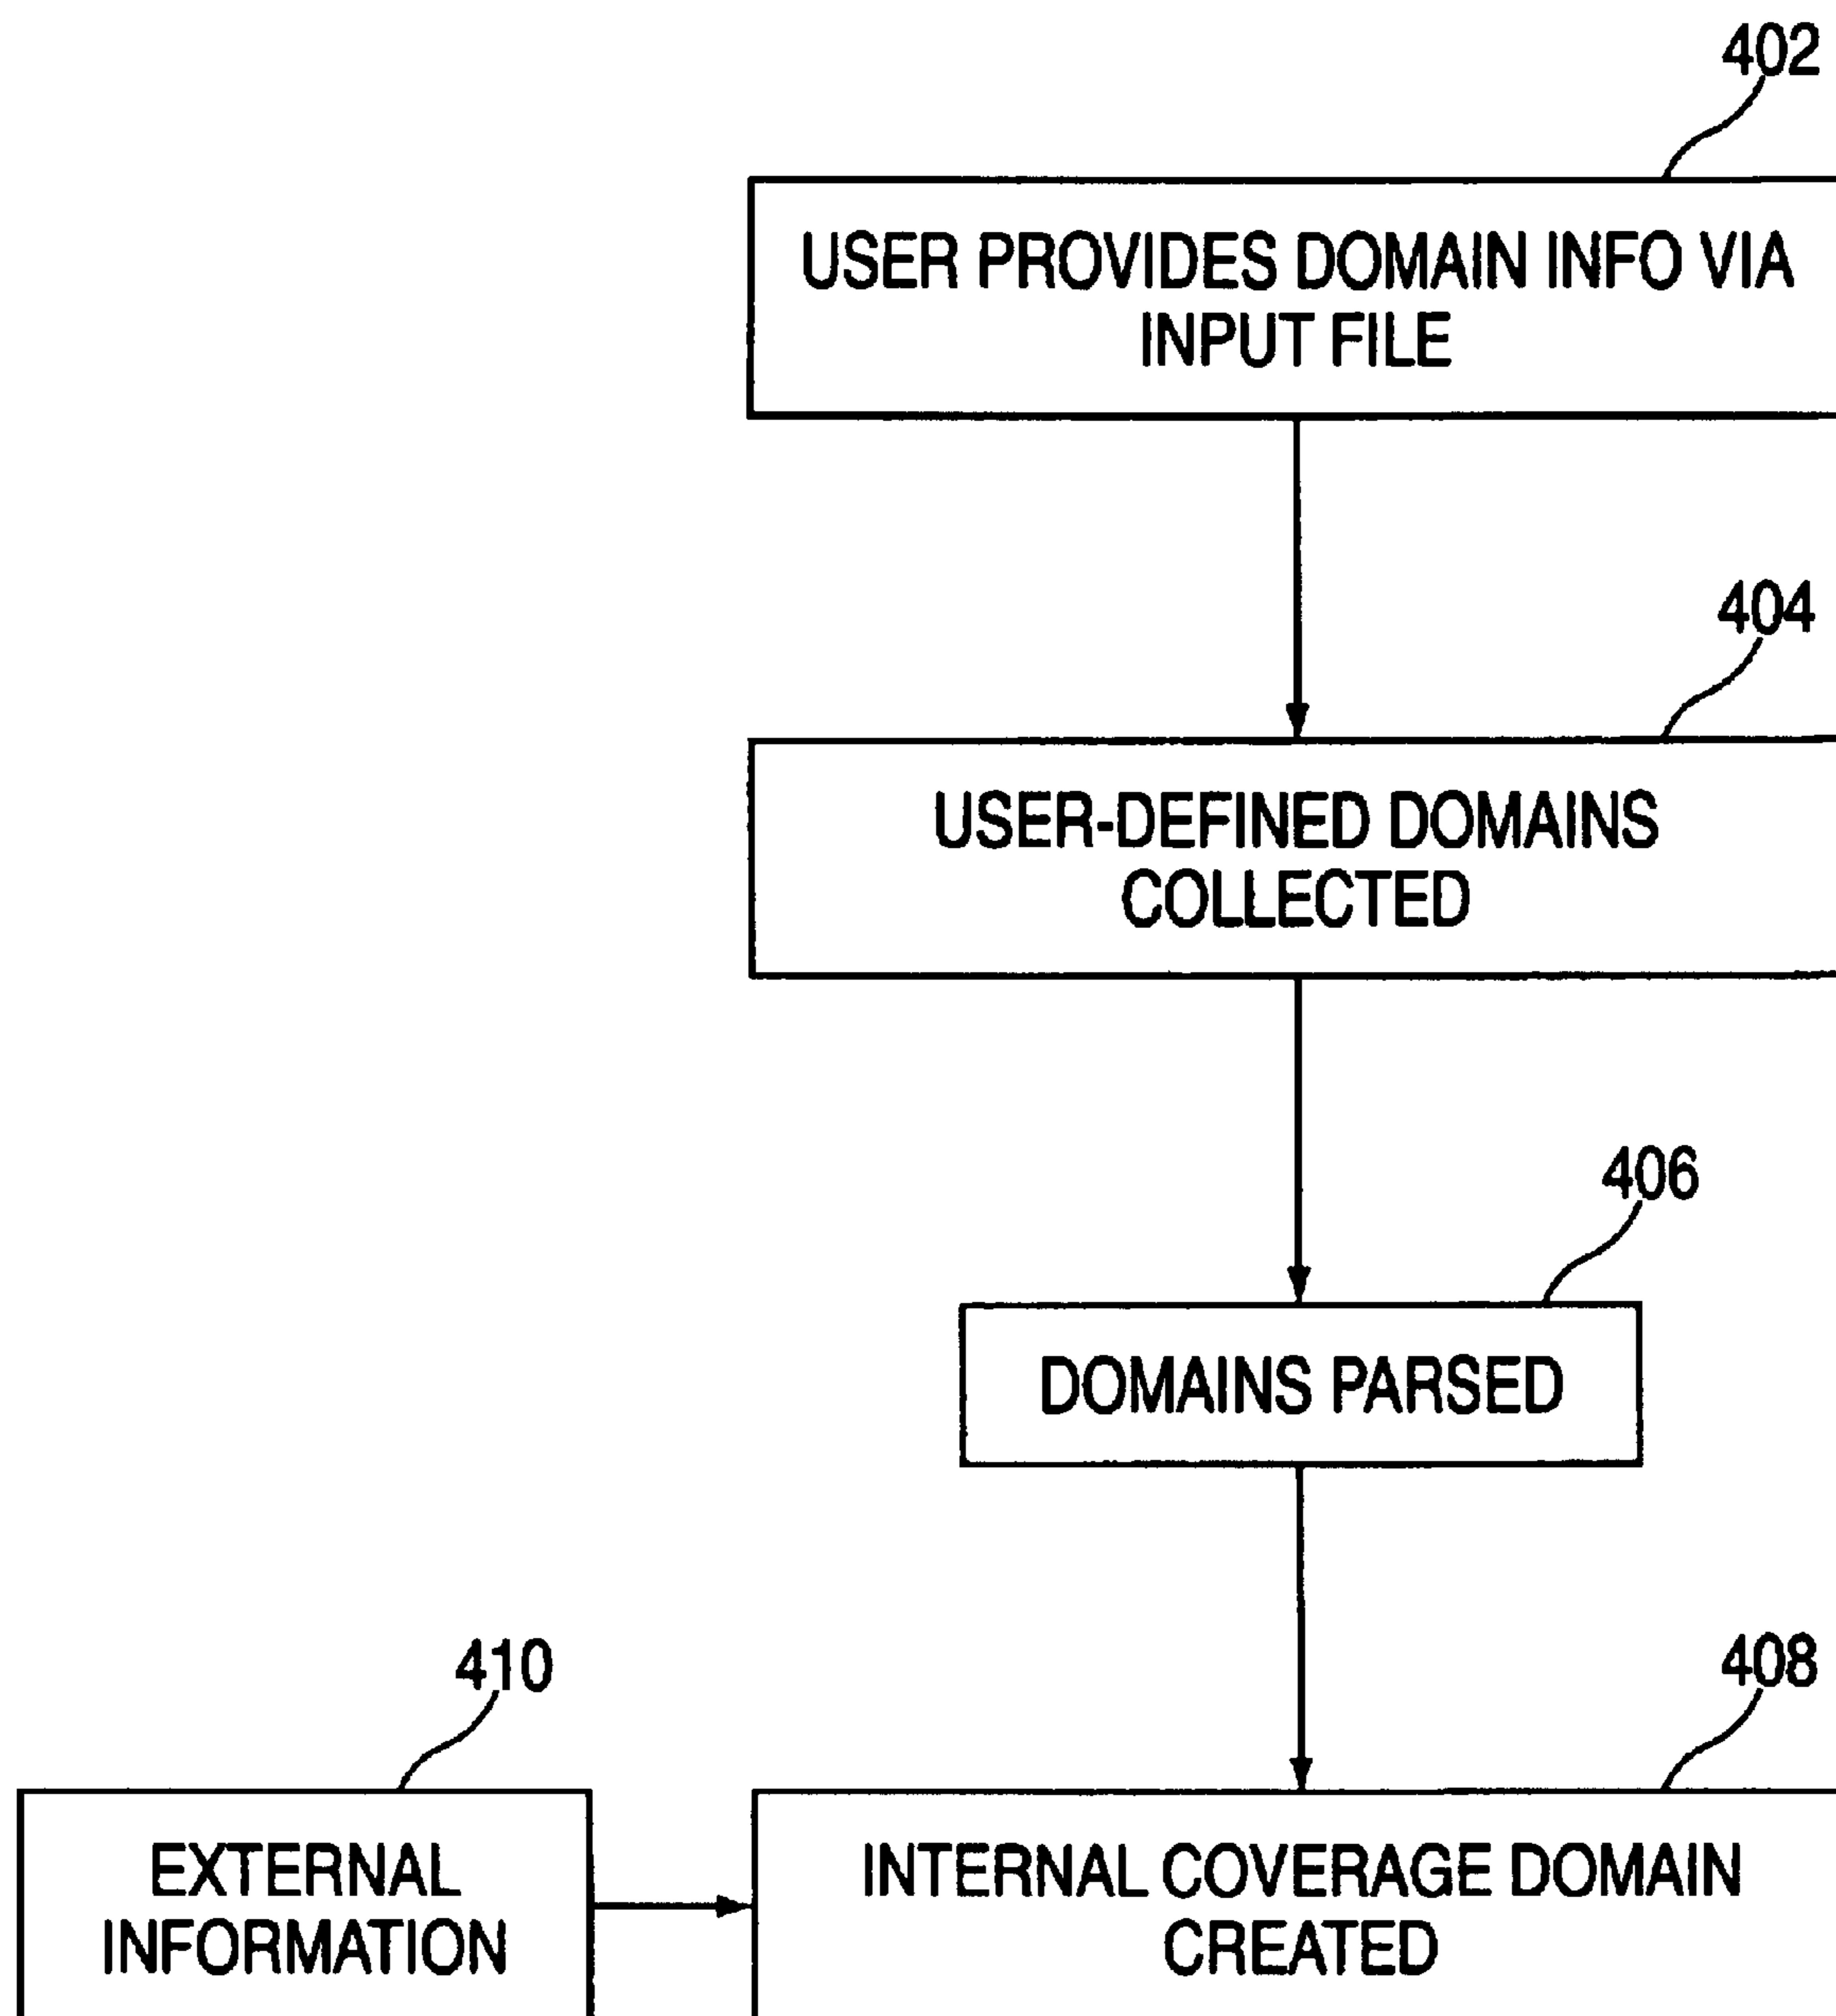 402
USER PROVIDES DOMAIN INFO VIA
INPUT FILE
404
USER-DEFINED DOMAINS
COLLECTED
406
DOMAINS PARSED
410
408
EXTERNAL
INFORMATION
INTERNAL COVERAGE DOMAIN
CREATED